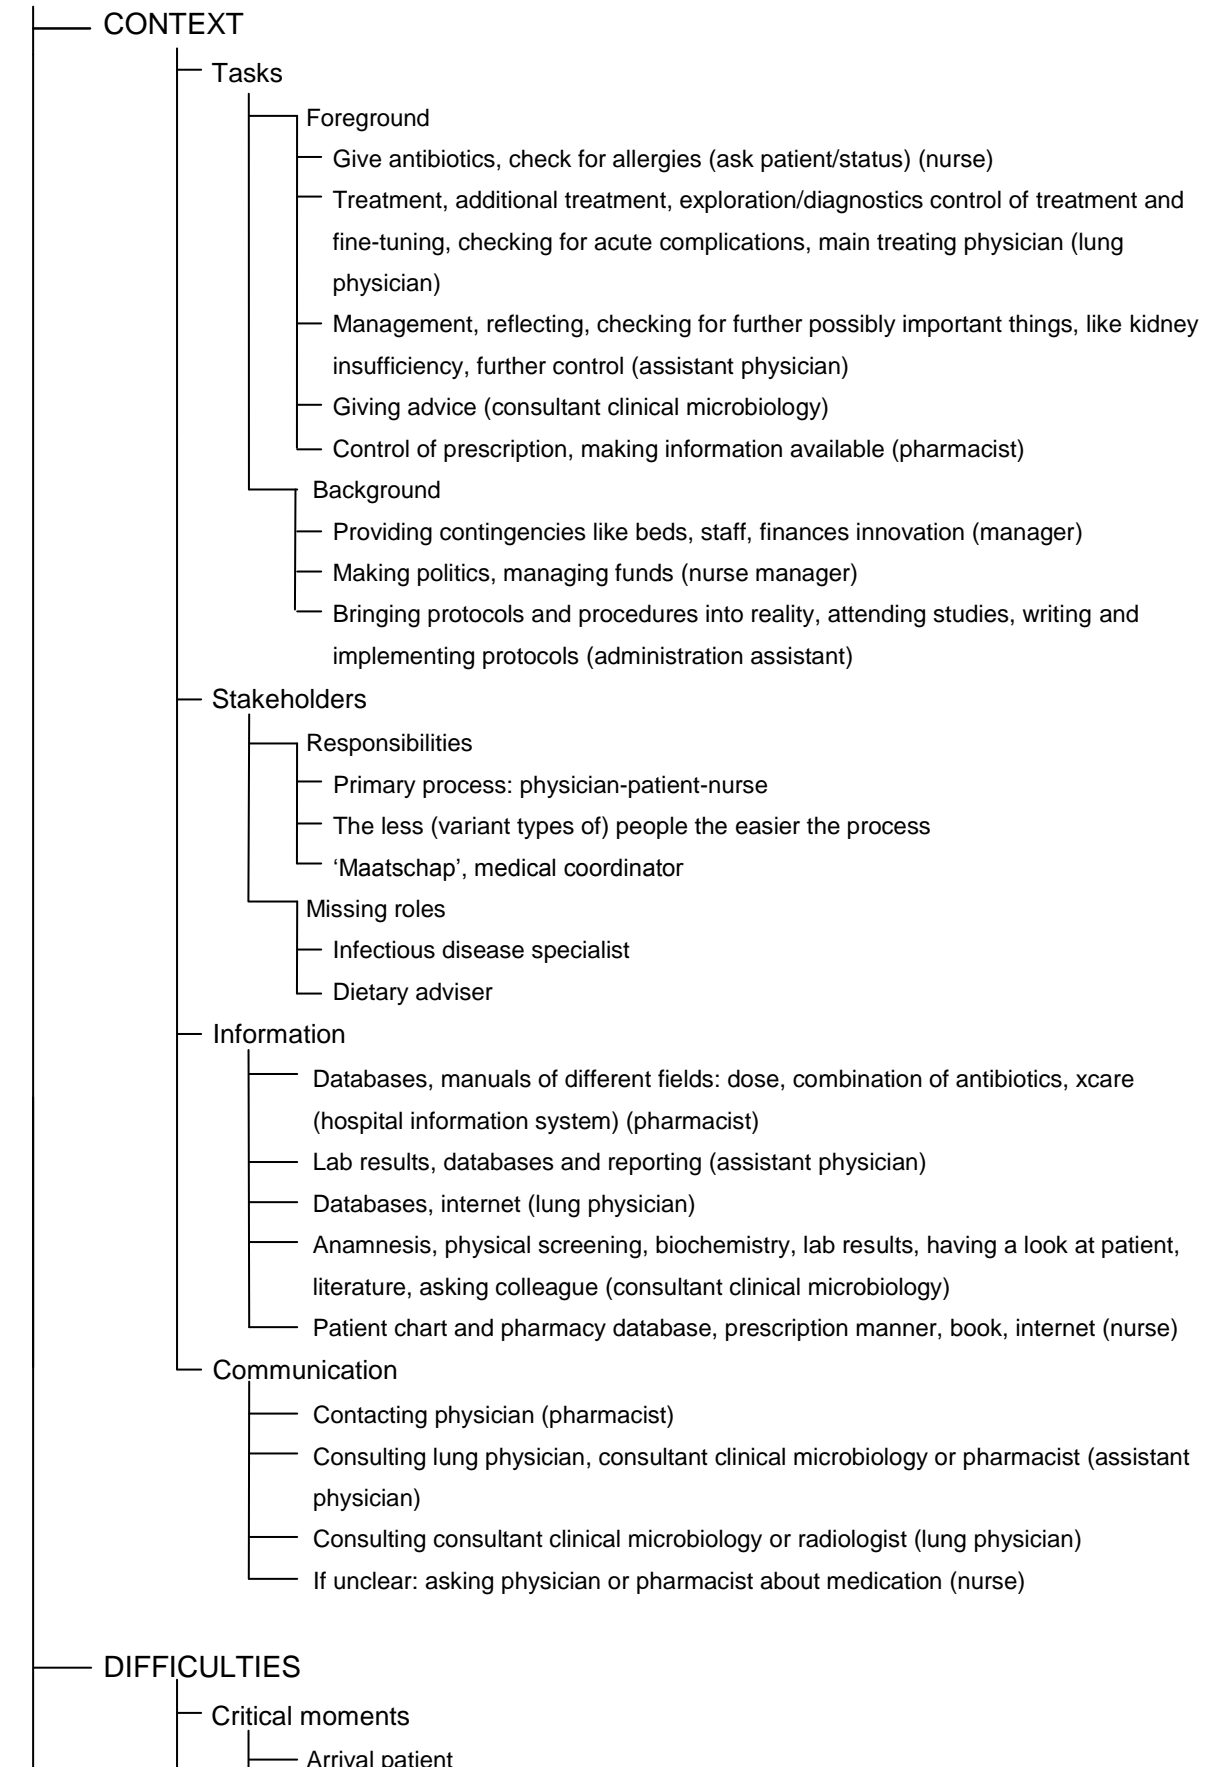 CONTEXT
Tasks
Foreground
Give antibiotics, check for allergies (ask patient/status) (nurse)
Treatment, additional treatment, exploration/diagnostics control of treatment and
fine-tuning, checking for acute complications, main treating physician (lung
physician)
Management, reflecting, checking for further possibly important things, like kidney
insufficiency, further control (assistant physician)
Giving advice (consultant clinical microbiology)
Control of prescription, making information available (pharmacist)
Background
Providing contingencies like beds, staff, finances innovation (manager)
Making politics, managing funds (nurse manager)
Bringing protocols and procedures into reality, attending studies, writing and
implementing protocols (administration assistant)
Stakeholders
Responsibilities
Primary process: physician-patient-nurse
The less (variant types of) people the easier the process
‘Maatschap’, medical coordinator
Missing roles
Infectious disease specialist
Dietary adviser
Information
Databases, manuals of different fields: dose, combination of antibiotics, xcare
(hospital information system) (pharmacist)
Lab results, databases and reporting (assistant physician)
Databases, internet (lung physician)
Anamnesis, physical screening, biochemistry, lab results, having a look at patient,
literature, asking colleague (consultant clinical microbiology)
Patient chart and pharmacy database, prescription manner, book, internet (nurse)
Communication
Contacting physician (pharmacist)
Consulting lung physician, consultant clinical microbiology or pharmacist (assistant
physician)
Consulting consultant clinical microbiology or radiologist (lung physician)
If unclear: asking physician or pharmacist about medication (nurse)
DIFFICULTIES
Critical moments
Arrival patient